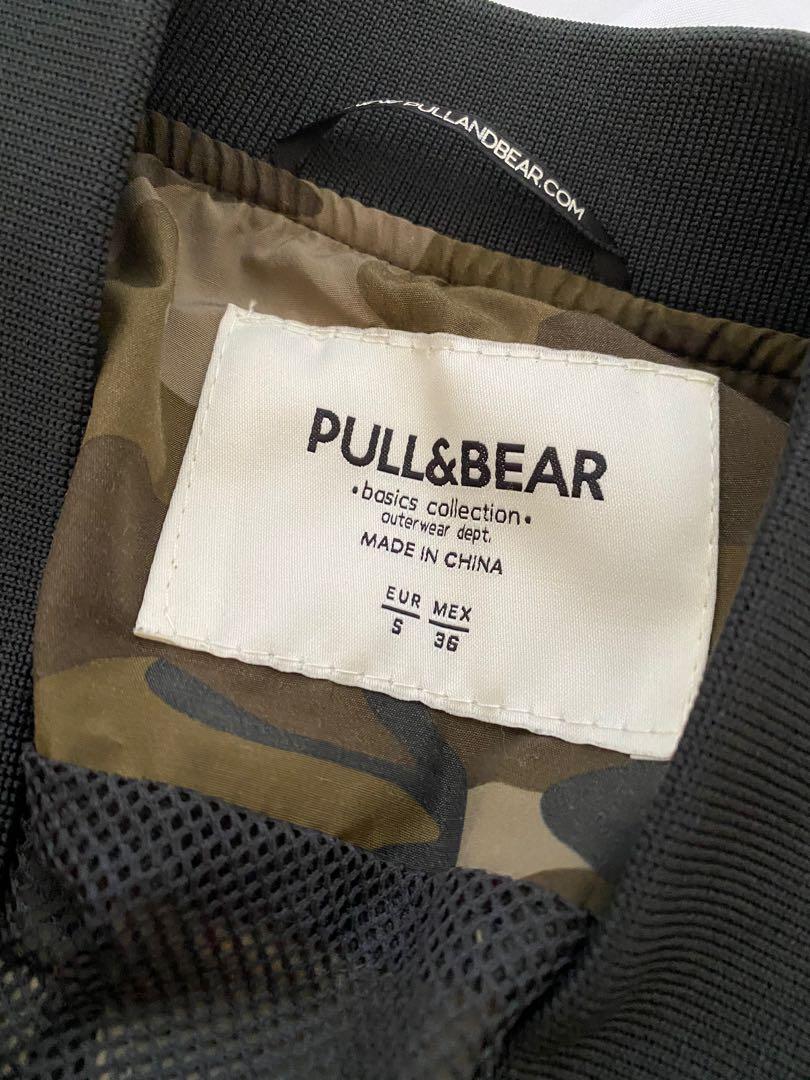 PULLANDBEAR.COM
PULL&BEAR
•basics collection•
outerwear dept.
MADE IN CHINA
EUR MEX
S 36